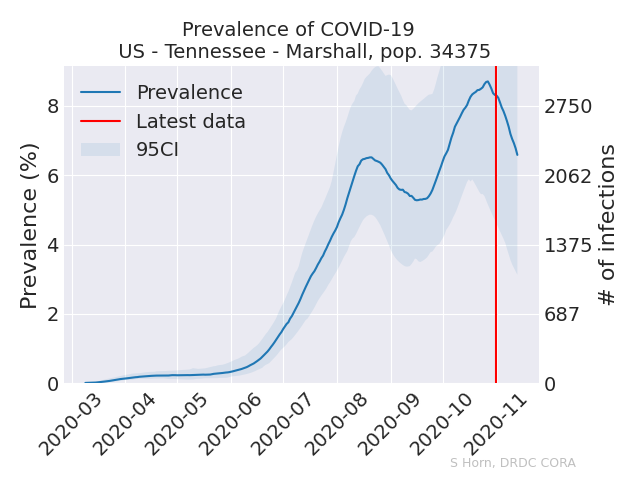 Prevalence of COVID-19
US - Tennessee - Marshall, pop. 34375
Prevalence
Latest data
95CI
Prevalence (%)
8
6
4
2
0
2750
2062
1375
687
0
# of infections
2020-03
2020-04
2020-05
2020-06
2020-07
2020-08
2020-09
2020-10
2020-11
S Horn, DRDC CORA